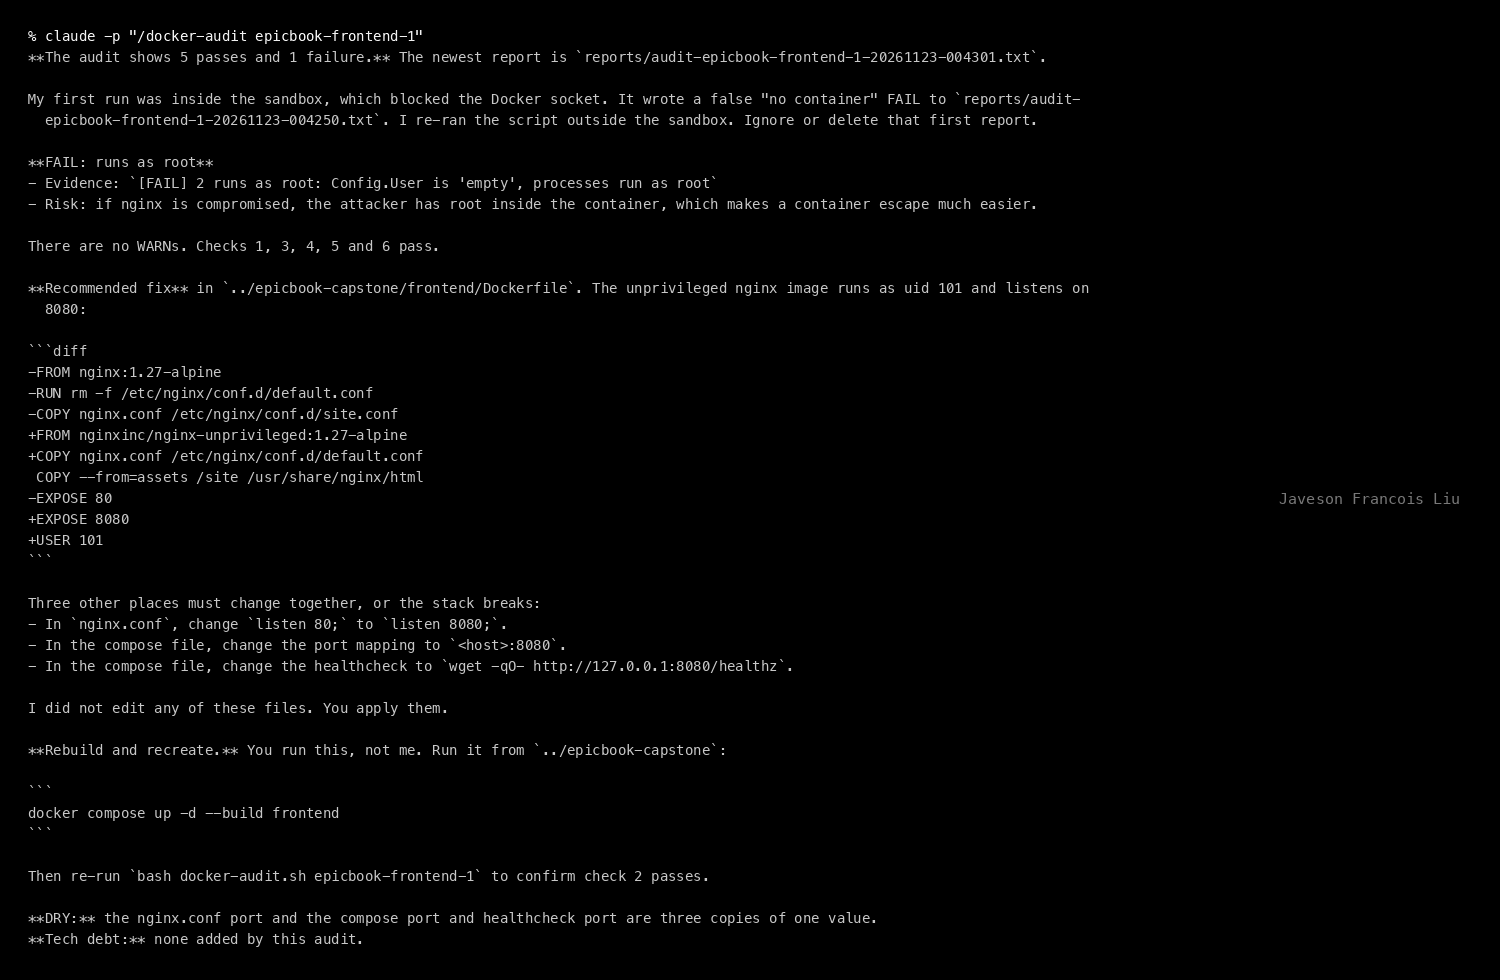 % claude -p "/docker-audit epicbook-frontend-1"
**The audit shows 5 passes and 1 failure.** The newest report is `reports/audit-epicbook-frontend-1-20261123-004301.txt`.
My first run was inside the sandbox, which blocked the Docker socket. It wrote a false "no container" FAIL to `reports/audit-
epicbook-frontend-1-20261123-004250.txt`. I re-ran the script outside the sandbox. Ignore or delete that first report.
**FAIL: runs as root**
- Evidence: `[FAIL] 2 runs as root: Config.User is 'empty', processes run as root`
- Risk: if nginx is compromised, the attacker has root inside the container, which makes a container escape much easier.
There are no WARNs. Checks 1, 3, 4, 5 and 6 pass.
**Recommended fix** in `../epicbook-capstone/frontend/Dockerfile`. The unprivileged nginx image runs as uid 101 and listens on
8080:
```diff
-FROM nginx:1.27-alpine
-RUN rm -f /etc/nginx/conf.d/default.conf
-COPY nginx.conf /etc/nginx/conf.d/site.conf
+FROM nginxinc/nginx-unprivileged:1.27-alpine
+COPY nginx.conf /etc/nginx/conf.d/default.conf
COPY --from=assets /site /usr/share/nginx/html
-EXPOSE 80
Javeson Francois Liu
+EXPOSE 8080
+USER 101
```
Three other places must change together, or the stack breaks:
- In `nginx.conf`, change `listen 80;` to `listen 8080;`.
- In the compose file, change the port mapping to `<host>:8080`.
- In the compose file, change the healthcheck to `wget -qO- http://127.0.0.1:8080/healthz`.
I did not edit any of these files. You apply them.
**Rebuild and recreate.** You run this, not me. Run it from `../epicbook-capstone`:
```
docker compose up -d --build frontend
```
Then re-run `bash docker-audit.sh epicbook-frontend-1` to confirm check 2 passes.
**DRY:** the nginx.conf port and the compose port and healthcheck port are three copies of one value.
**Tech debt:** none added by this audit.